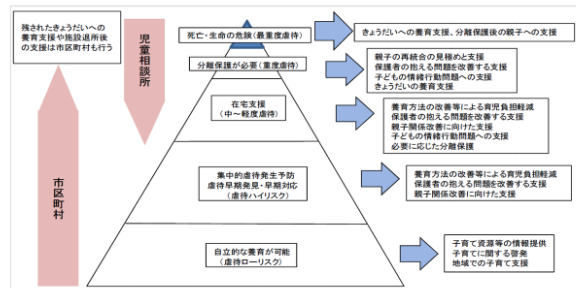 残されたきょうだいへの
養育支援や施設退所後
の支援は市区町村も行う
児童相談所
市区町村
死亡・生命の危険(最重度虐待)
きょうだいへの養育支援、分離保護後の親子への支援
分離保護が必要(重度虐待)
親子の再統合の見極めと支援
保護者の抱える問題を改善する支援
子どもの情緒行動問題への支援
きょうだいの養育支援
在宅支援
(中~軽度虐待)
養育方法の改善等による育児負担軽減
保護者の抱える問題を改善する支援
親子関係改善に向けた支援
子どもの情緒行動問題への支援
必要に応じた分離保護
集中的虐待発生予防
虐待早期発見・早期対応
(虐待ハイリスク)
養育方法の改善等による育児負担軽減
保護者の抱える問題を改善する支援
親子関係改善に向けた支援
自立的な養育が可能
(虐待ローリスク)
子育て資源等の情報提供
子育てに関する啓発
地域での子育て支援